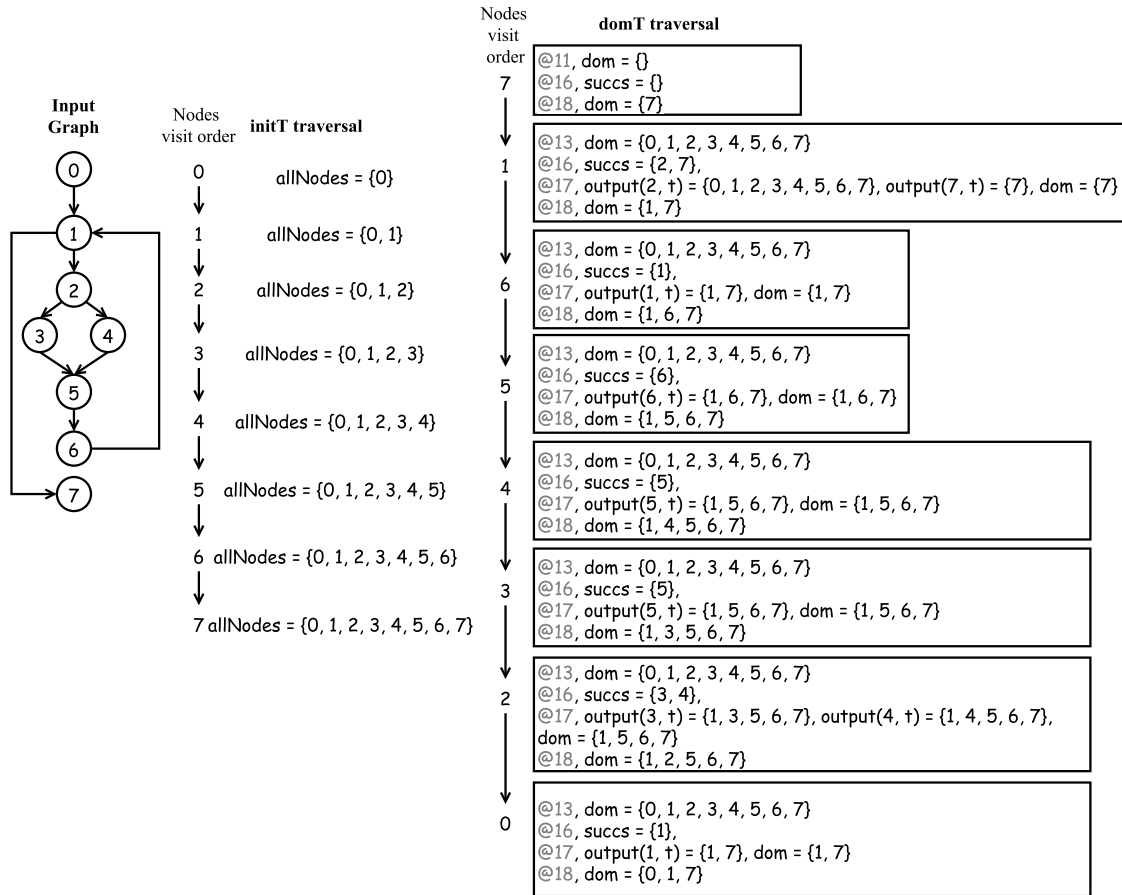 Input
Graph
0
1
2
3
4
5
6
7
Nodes
visit order
initT traversal
0
allNodes = {0}
1
allNodes = {0, 1}
2
allNodes = {0, 1, 2}
3
allNodes = {0, 1, 2, 3}
4
allNodes = {0, 1, 2, 3, 4}
5
allNodes = {0, 1, 2, 3, 4, 5}
6
allNodes = {0, 1, 2, 3, 4, 5, 6}
7
allNodes = {0, 1, 2, 3, 4, 5, 6, 7}
Nodes
visit
order
domT traversal
7
@11, dom = {}
@16, succs = {}
@18, dom = {7}
1
@13, dom = {0, 1, 2, 3, 4, 5, 6, 7}
@16, succs = {2, 7},
@17, output(2, t) = {0, 1, 2, 3, 4, 5, 6, 7}, output(7, t) = {7}, dom = {7}
@18, dom = {1, 7}
6
@13, dom = {0, 1, 2, 3, 4, 5, 6, 7}
@16, succs = {1},
@17, output(1, t) = {1, 7}, dom = {1, 7}
@18, dom = {1, 6, 7}
5
@13, dom = {0, 1, 2, 3, 4, 5, 6, 7}
@16, succs = {6},
@17, output(6, t) = {1, 6, 7}, dom = {1, 6, 7}
@18, dom = {1, 5, 6, 7}
4
@13, dom = {0, 1, 2, 3, 4, 5, 6, 7}
@16, succs = {5},
@17, output(5, t) = {1, 5, 6, 7}, dom = {1, 5, 6, 7}
@18, dom = {1, 4, 5, 6, 7}
3
@13, dom = {0, 1, 2, 3, 4, 5, 6, 7}
@16, succs = {5},
@17, output(5, t) = {1, 5, 6, 7}, dom = {1, 5, 6, 7}
@18, dom = {1, 3, 5, 6, 7}
2
@13, dom = {0, 1, 2, 3, 4, 5, 6, 7}
@16, succs = {3, 4},
@17, output(3, t) = {1, 3, 5, 6, 7}, output(4, t) = {1, 4, 5, 6, 7},
dom = {1, 5, 6, 7}
@18, dom = {1, 2, 5, 6, 7}
0
@13, dom = {0, 1, 2, 3, 4, 5, 6, 7}
@16, succs = {1},
@17, output(1, t) = {1, 7}, dom = {1, 7}
@18, dom = {0, 1, 7}